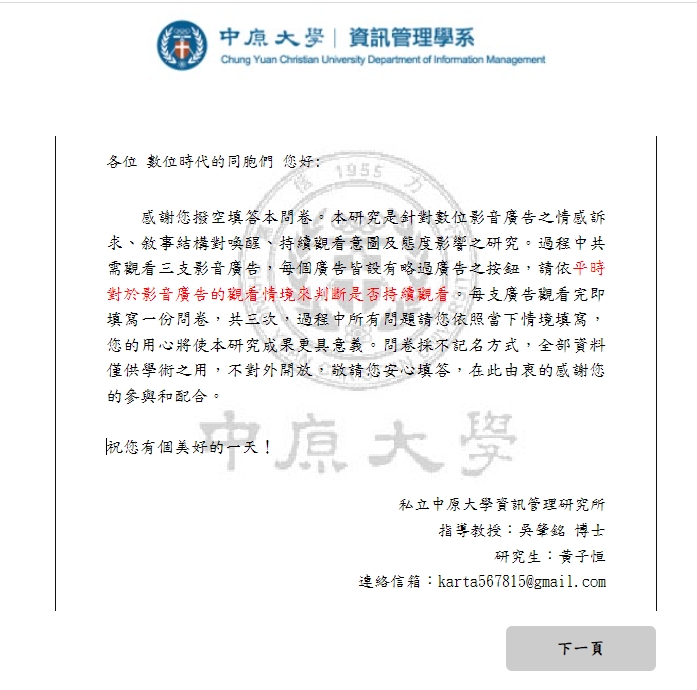 中原大學 | 資訊管理學系
Chung Yuan Christian University Department of Information Management
各位 數位時代的同胞們 您好:
感謝您撥空填答本問卷。本研究是針對數位影音廣告之情感訴
求、敘事結構對喚醒、持續觀看意圖及態度影響之研究。過程中共
需觀看三支影音廣告，每個廣告皆設有略過廣告之按鈕，請依平時
對於影音廣告的觀看情境來判斷是否持續觀看。每支廣告觀看完即
填寫一份問卷，共三次，過程中所有問題請您依照當下情境填寫，
您的用心將使本研究成果更具意義。問卷採不記名方式，全部資料
僅供學術之用，不對外開放，敬請您安心填答，在此由衷的感謝您
的參與和配合。
祝您有個美好的一天！
1955
中原大學
私立中原大學資訊管理研究所
指導教授：吳肇銘 博士
研究生：黃子恒
連絡信箱：karta567815@gmail.com
下一頁